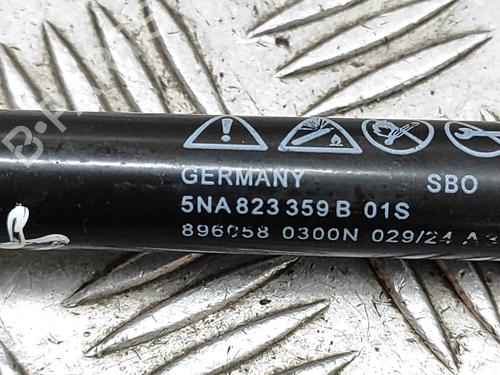 GERMANY SBO
5NA 823 359 B 01S
896058 0300N 029/24